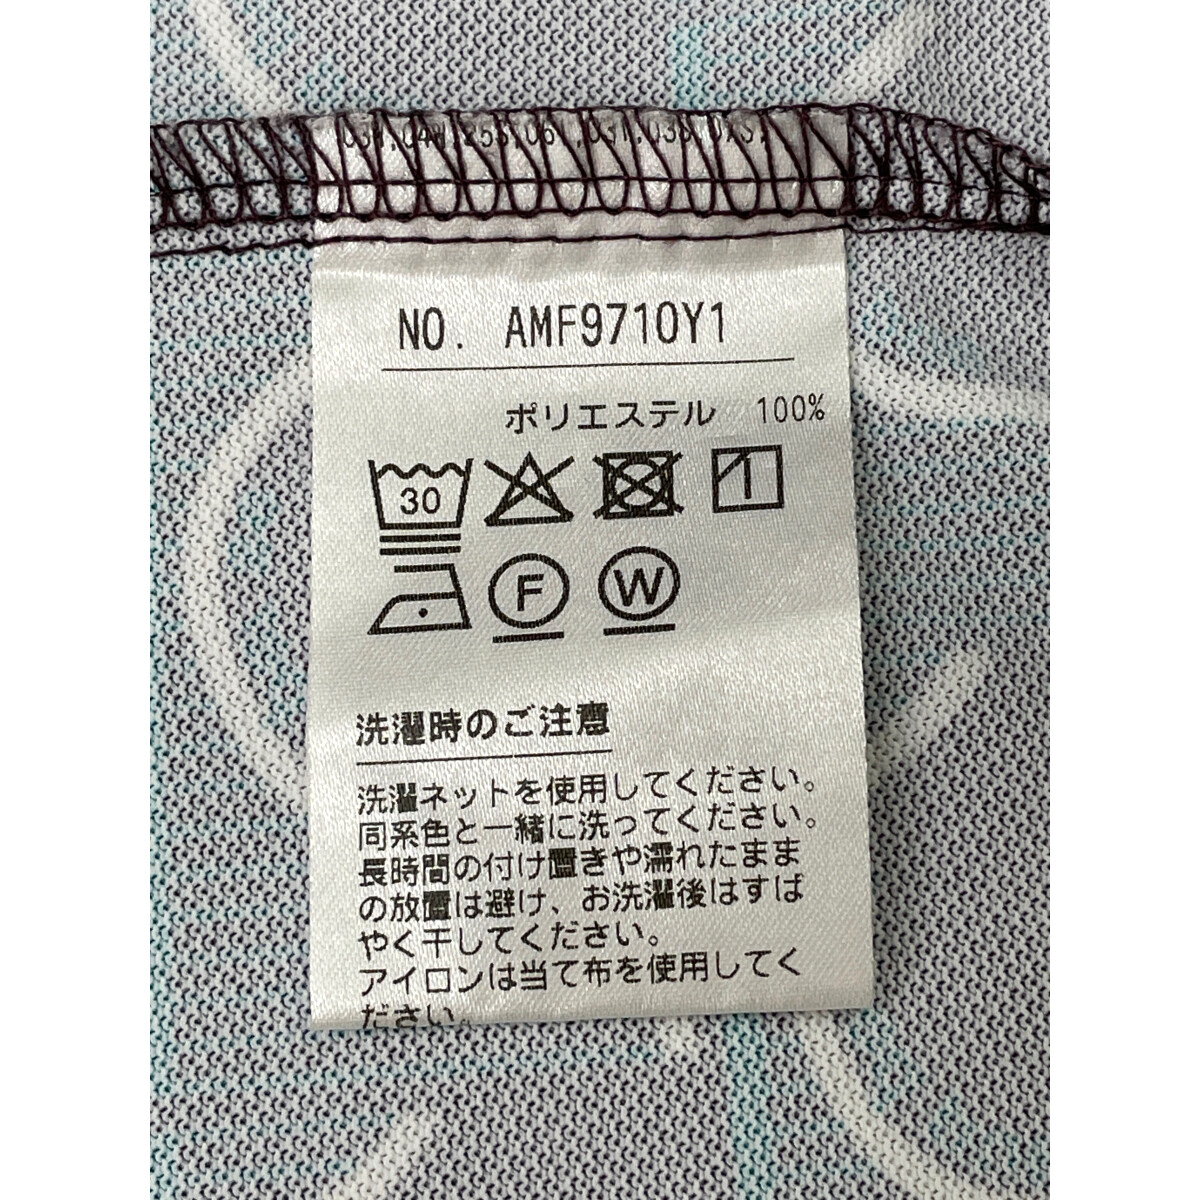 NO. AMF9710Y1
ポリエステル 100%
30
F W
洗濯時のご注意
洗濯ネットを使用してください。
同系色と一緒に洗ってください。
長時間の付け置きや濡れたまま
の放置は避け、お洗濯後はすば
やく干してください。
アイロンは当て布を使用してく
ださい。